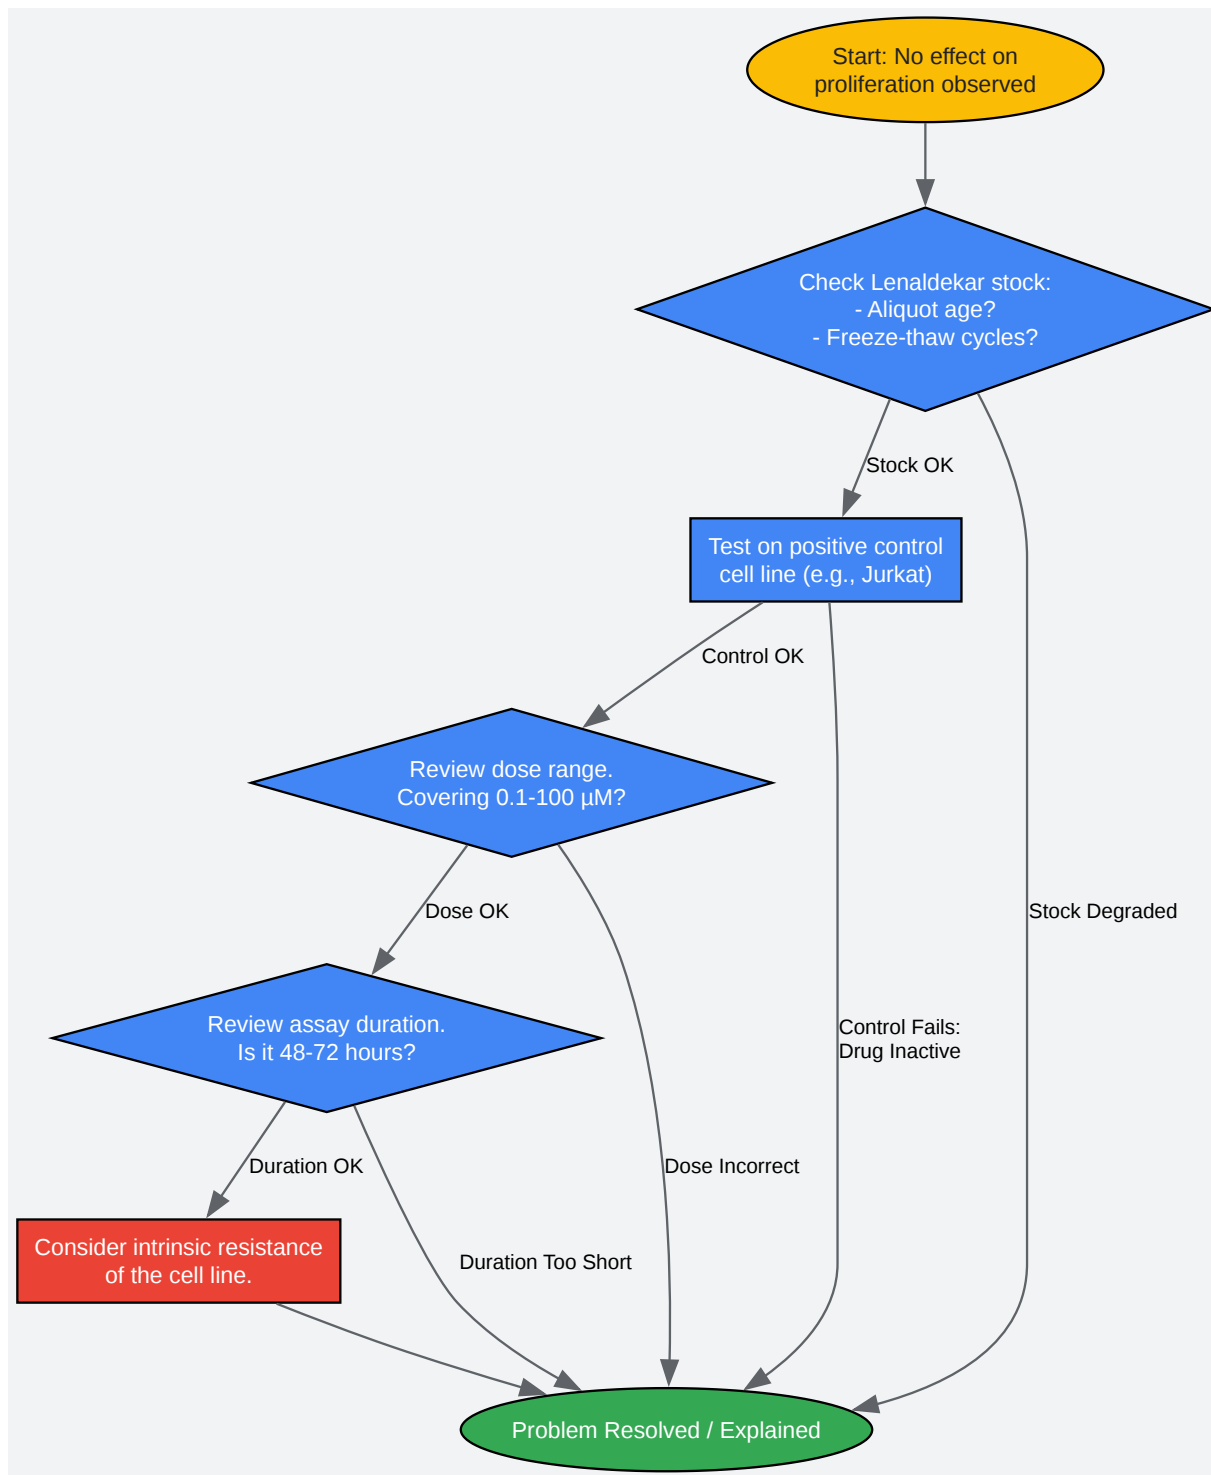 Start: No effect on
proliferation observed
Check Lenaldekar stock:
- Aliquot age?
- Freeze-thaw cycles?
Stock OK
Test on positive control
cell line (e.g., Jurkat)
Control OK
Review dose range.
Covering 0.1-100 µM?
Dose OK
Stock Degraded
Review assay duration.
Is it 48-72 hours?
Control Fails:
Drug Inactive
Duration OK
Dose Incorrect
Consider intrinsic resistance
of the cell line.
Duration Too Short
Problem Resolved / Explained